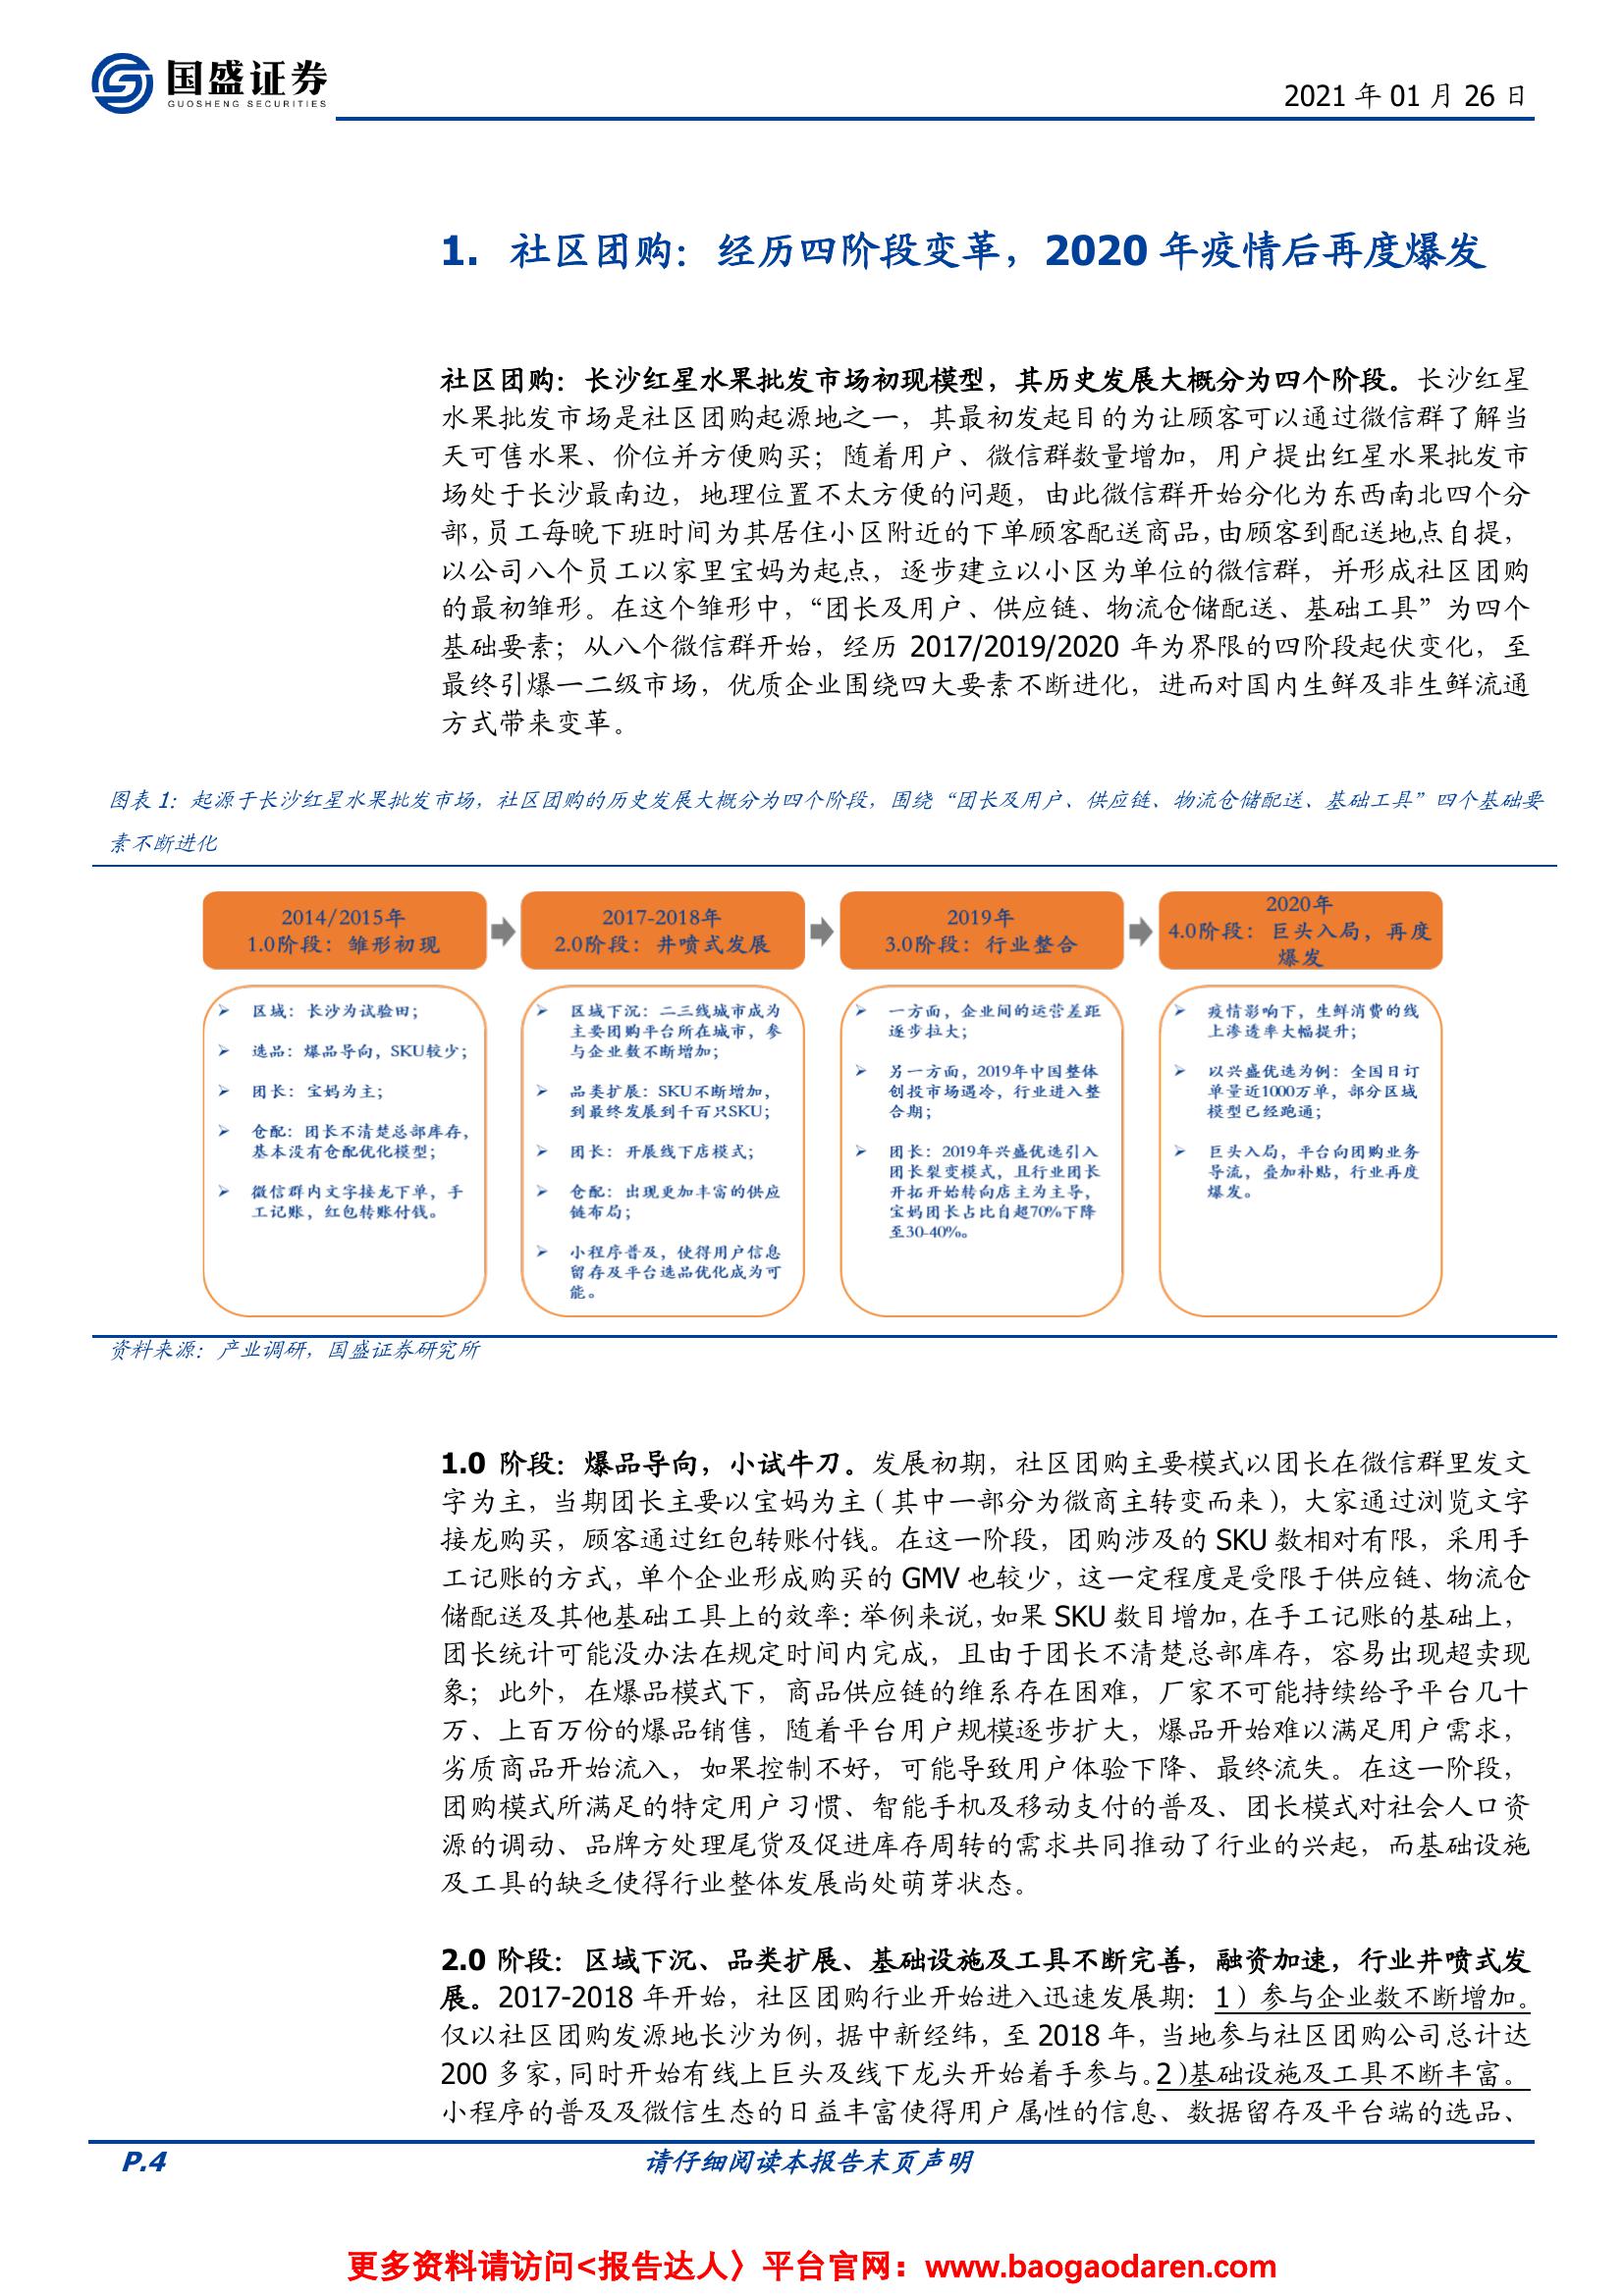 国盛证券
GUOSHENG SECURITIES
2021 年 01 月 26 日
1. 社区团购：经历四阶段变革，2020 年疫情后再度爆发
社区团购：长沙红星水果批发市场初现模型，其历史发展大概分为四个阶段。长沙红星
水果批发市场是社区团购起源地之一，其最初发起目的为让顾客可以通过微信群了解当
天可售水果、价位并方便购买；随着用户、微信群数量增加，用户提出红星水果批发市
场处于长沙最南边，地理位置不太方便的问题，由此微信群开始分化为东西南北四个分
部，员工每晚下班时间为其居住小区附近的下单顾客配送商品，由顾客到配送地点自提，
以公司八个员工以家里宝妈为起点，逐步建立以小区为单位的微信群，并形成社区团购
的最初雏形。在这个雏形中，“团长及用户、供应链、物流仓储配送、基础工具”为四个
基础要素；从八个微信群开始，经历 2017/2019/2020 年为界限的四阶段起伏变化，至
最终引爆一二级市场，优质企业围绕四大要素不断进化，进而对国内生鲜及非生鲜流通
方式带来变革。
图表 1：起源于长沙红星水果批发市场，社区团购的历史发展大概分为四个阶段，围绕“团长及用户、供应链、物流仓储配送、基础工具”四个基础要
素不断进化
2014/2015年
1.0阶段：雏形初现
➢ 区域：长沙为试验田；
➢ 选品：爆品导向，SKU较少；
➢ 团长：宝妈为主；
➢ 仓配：团长不清楚总部库存，
基本没有仓配优化模型；
➢ 微信群内文字接龙下单，手
工记账，红包转账付钱。
2017-2018年
2.0阶段：井喷式发展
➢ 区域下沉：二三线城市成为
主要团购平台所在城市，参
与企业数不断增加；
➢ 品类扩展：SKU不断增加，
到最终发展到千百只SKU；
➢ 团长：开展线下店模式；
➢ 仓配：出现更加丰富的供应
链布局；
➢ 小程序普及，使得用户信息
留存及平台选品优化成为可
能。
2019年
3.0阶段：行业整合
➢ 一方面，企业间的运营差距
逐步拉大；
➢ 另一方面，2019年中国整体
创投市场遇冷，行业进入整
合期；
➢ 团长：2019年兴盛优选引入
团长裂变模式，且行业团长
开拓开始转向店主为主导，
宝妈团长占比自超70%下降
至30-40%。
2020年
4.0阶段：巨头入局，再度
爆发
➢ 疫情影响下，生鲜消费的线
上渗透率大幅提升；
➢ 以兴盛优选为例：全国日订
单量近1000万单，部分区域
模型已经跑通；
➢ 巨头入局，平台向团购业务
导流，叠加补贴，行业再度
爆发。
资料来源：产业调研，国盛证券研究所
1.0 阶段：爆品导向，小试牛刀。发展初期，社区团购主要模式以团长在微信群里发文
字为主，当期团长主要以宝妈为主（其中一部分为微商主转变而来），大家通过浏览文字
接龙购买，顾客通过红包转账付钱。在这一阶段，团购涉及的 SKU 数相对有限，采用手
工记账的方式，单个企业形成购买的 GMV 也较少，这一定程度是受限于供应链、物流仓
储配送及其他基础工具上的效率：举例来说，如果 SKU 数目增加，在手工记账的基础上，
团长统计可能没办法在规定时间内完成，且由于团长不清楚总部库存，容易出现超卖现
象；此外，在爆品模式下，商品供应链的维系存在困难，厂家不可能持续给予平台几十
万、上百万份的爆品销售，随着平台用户规模逐步扩大，爆品开始难以满足用户需求，
劣质商品开始流入，如果控制不好，可能导致用户体验下降、最终流失。在这一阶段，
团购模式所满足的特定用户习惯、智能手机及移动支付的普及、团长模式对社会人口资
源的调动、品牌方处理尾货及促进库存周转的需求共同推动了行业的兴起，而基础设施
及工具的缺乏使得行业整体发展尚处萌芽状态。
2.0 阶段：区域下沉、品类扩展、基础设施及工具不断完善，融资加速，行业井喷式发
展。2017-2018 年开始，社区团购行业开始进入迅速发展期：1）参与企业数不断增加。
仅以社区团购发源地长沙为例，据中新经纬，至 2018 年，当地参与社区团购公司总计达
200 多家，同时开始有线上巨头及线下龙头开始着手参与。2）基础设施及工具不断丰富。
小程序的普及及微信生态的日益丰富使得用户属性的信息、数据留存及平台端的选品、
P.4
请仔细阅读本报告末页声明
更多资料请访问<报告达人〉平台官网：www.baogaodaren.com